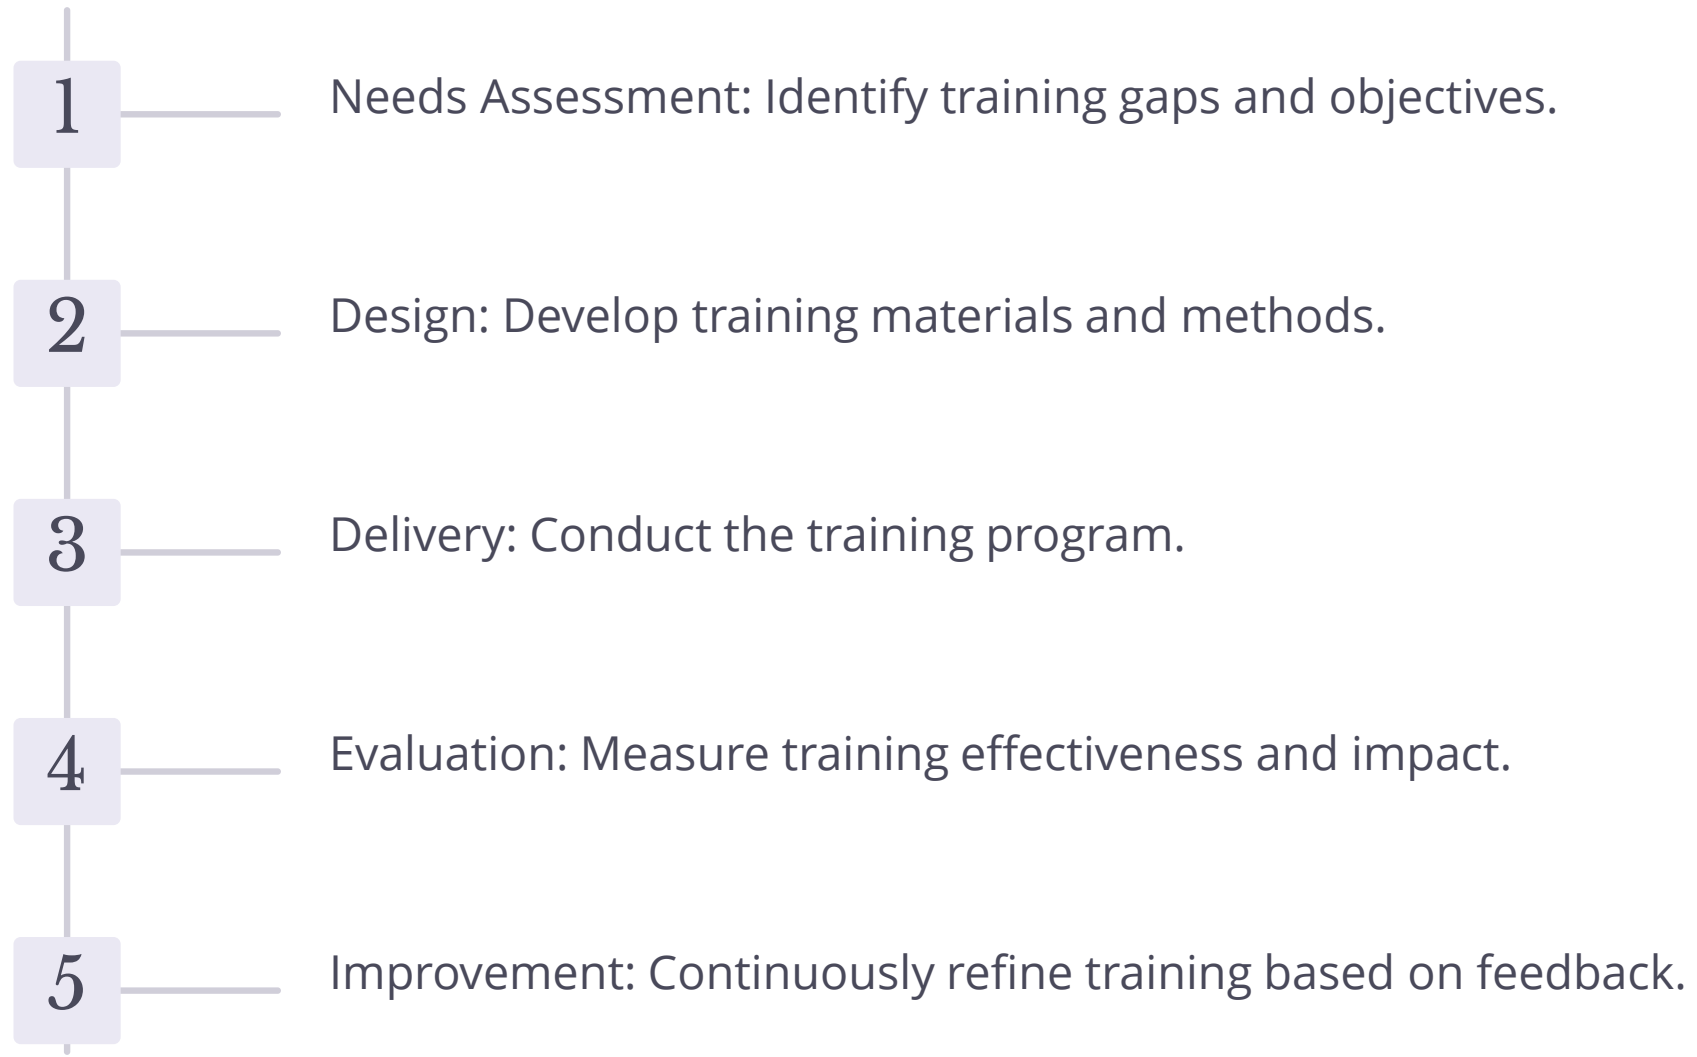 1
Needs Assessment: Identify training gaps and objectives.
2
Design: Develop training materials and methods.
3
Delivery: Conduct the training program.
4
Evaluation: Measure training effectiveness and impact.
5
Improvement: Continuously refine training based on feedback.